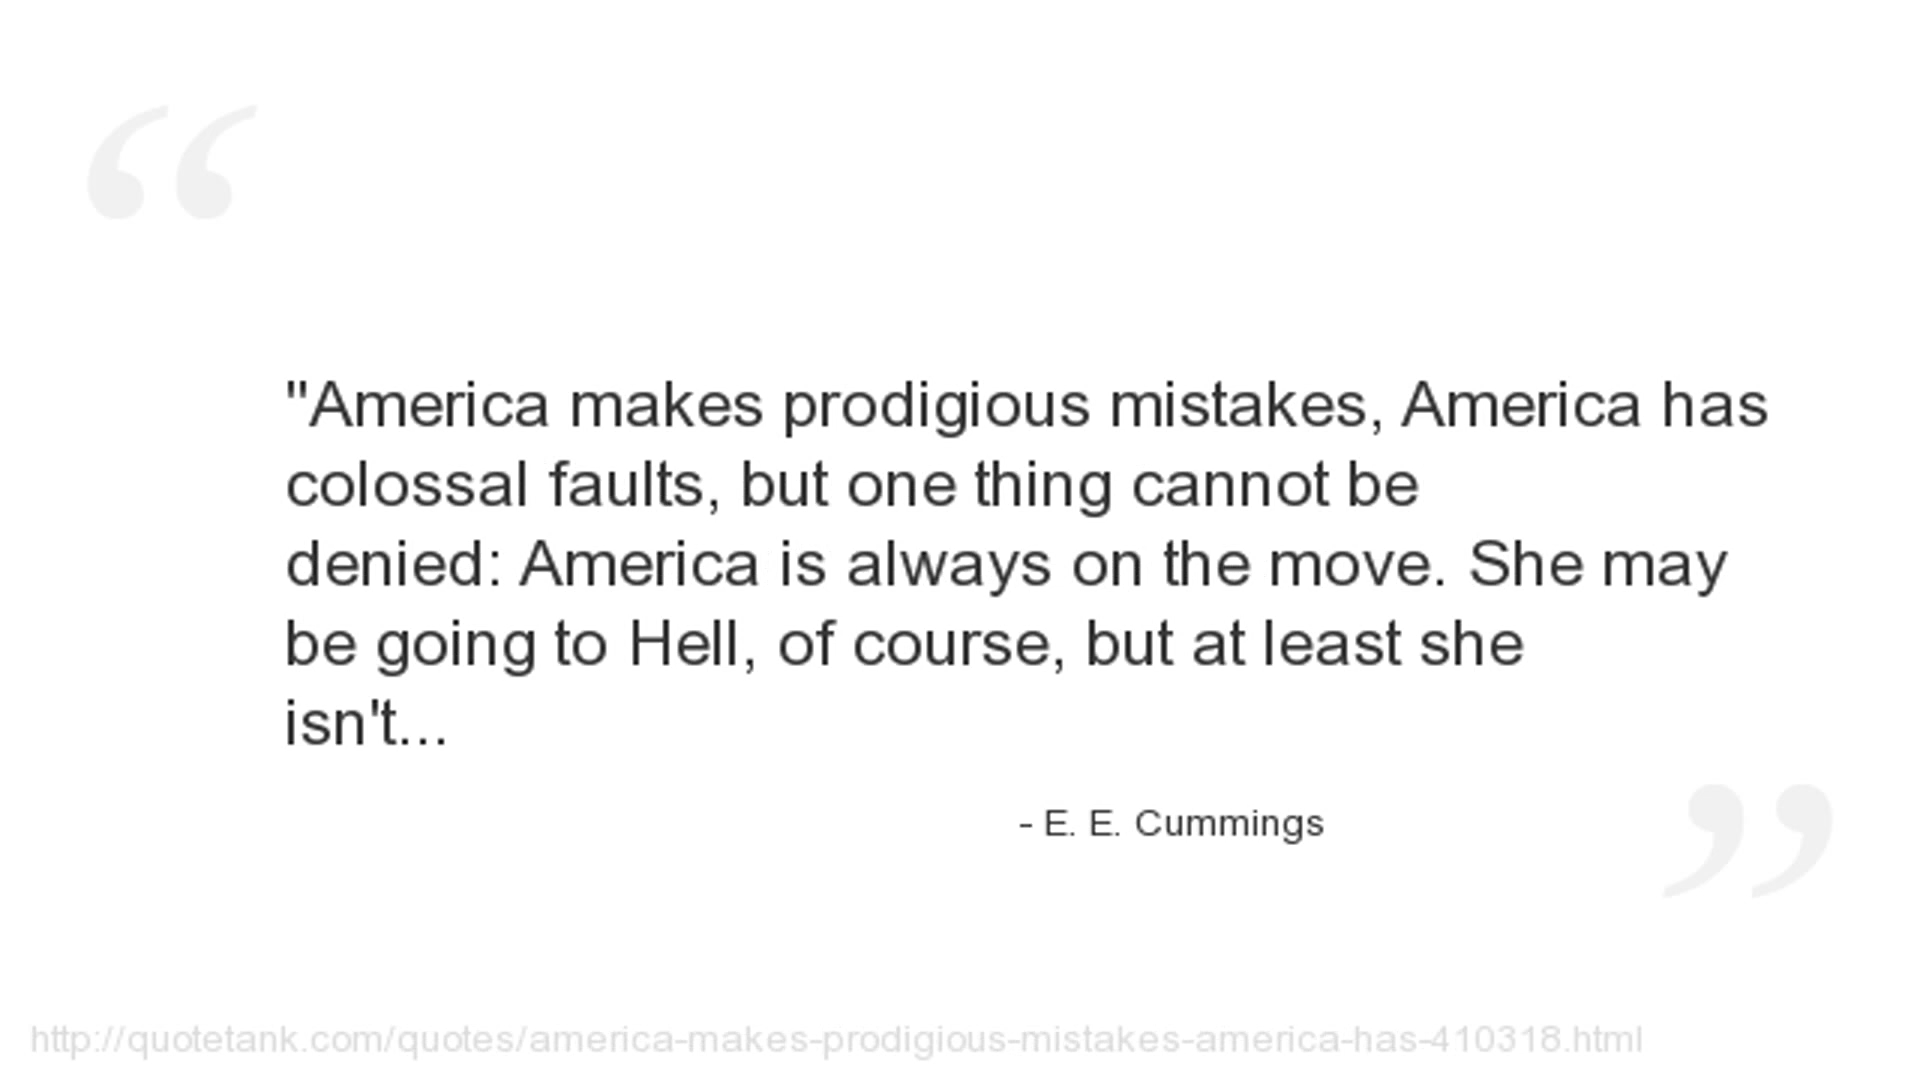 "America makes prodigious mistakes, America has
colossal faults, but one thing cannot be
denied: America is always on the move. She may
be going to Hell, of course, but at least she
isn't...
- E. E. Cummings
http://quotetank.com/quotes/america-makes-prodigious-mistakes-america-has-410318.html